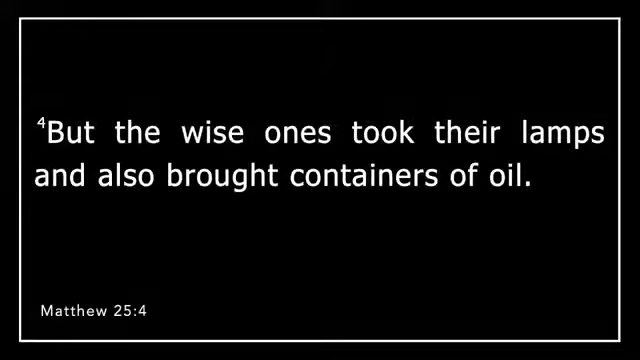 ⁴But the wise ones took their lamps
and also brought containers of oil.
Matthew 25:4